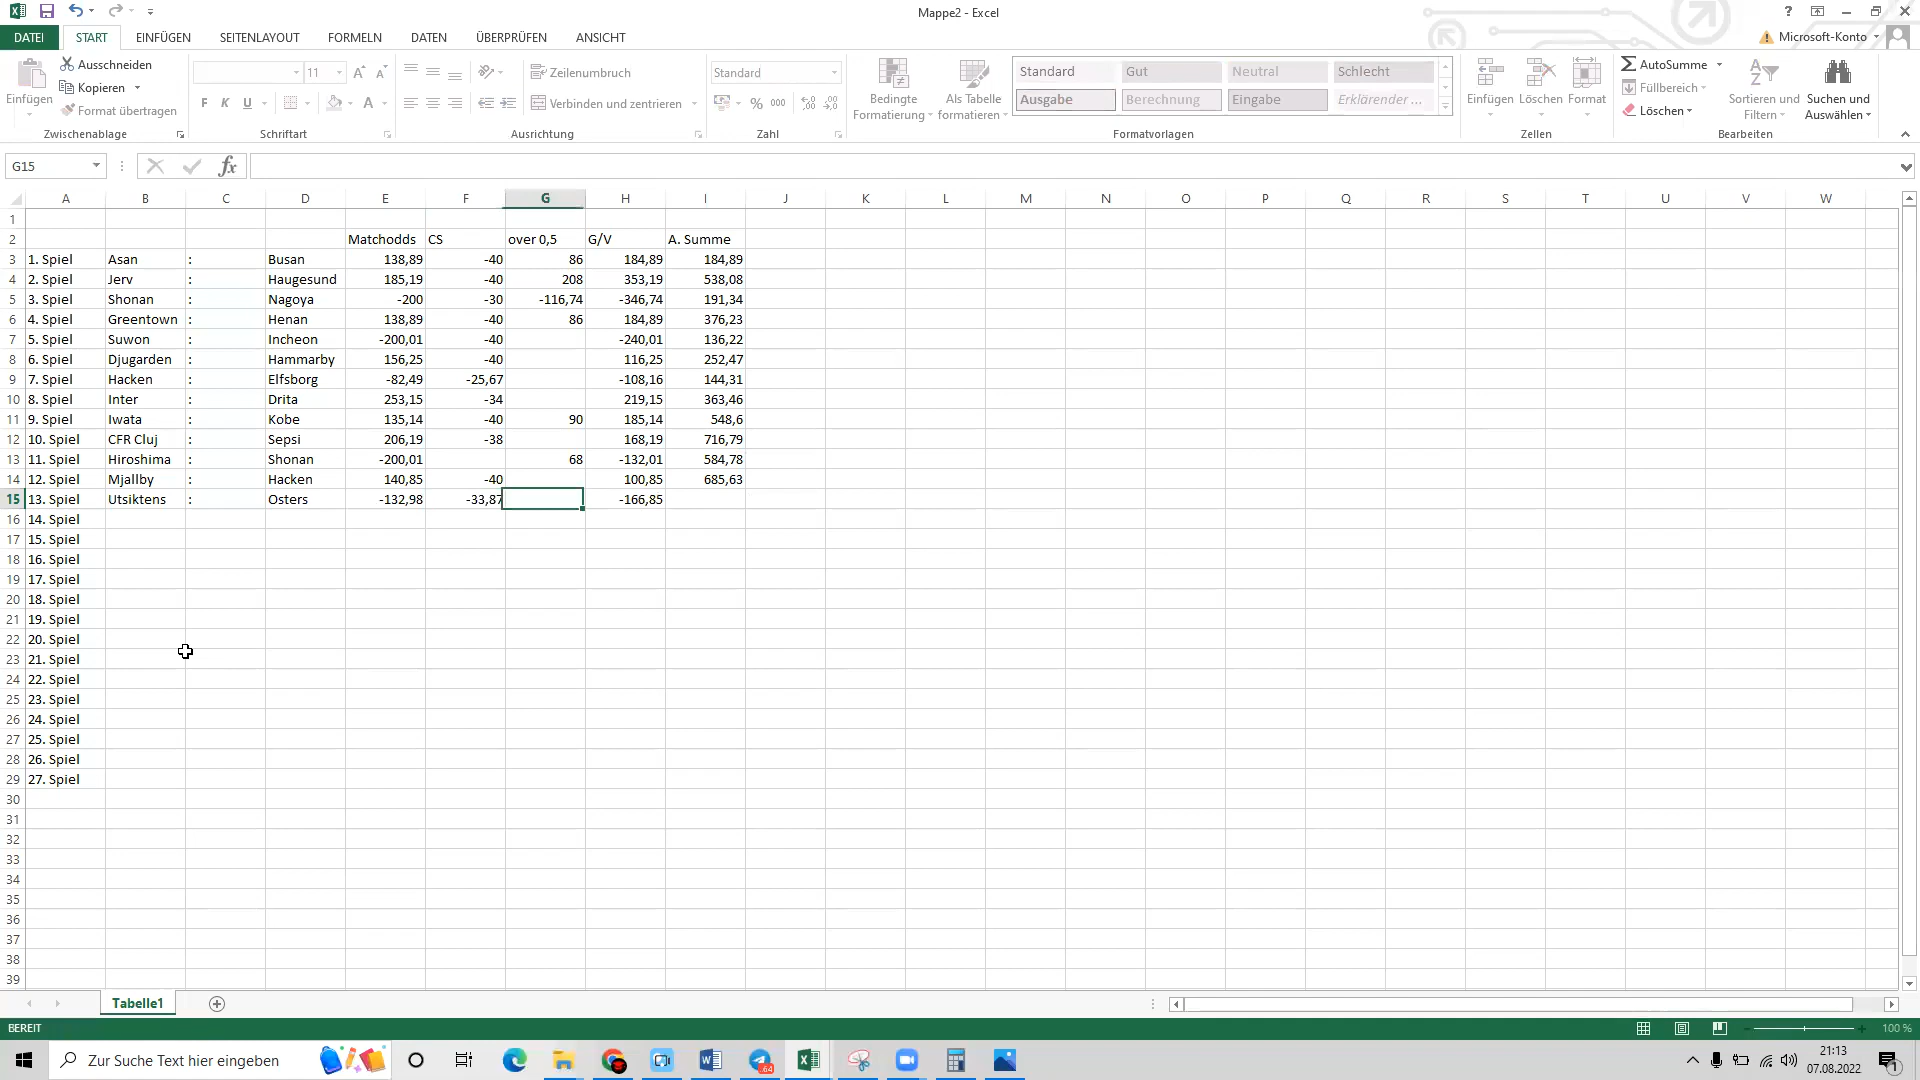 Mappe2 - Excel
DATEI START EINFÜGEN SEITENLAYOUT FORMELN DATEN ÜBERPRÜFEN ANSICHT Microsoft-Konto
Einfügen Ausschneiden Kopieren Format übertragen
11
F K U A
Zeilenumbruch
Verbinden und zentrieren
Standard
% 000
Bedingte Formatierung
Als Tabelle formatieren
Standard Gut Neutral Schlecht
Ausgabe Berechnung Eingabe Erklärender ...
Einfügen Löschen Format
AutoSumme
Füllbereich
Löschen
Sortieren und Filtern
Suchen und Auswählen
Zwischenablage Schriftart Ausrichtung Zahl Formatvorlagen Zellen Bearbeiten
G15 fx
A B C D E F G H I J K L M N O P Q R S T U V W
1
2 Matchodds CS over 0,5 G/V A. Summe
3 1. Spiel Asan : Busan 138,89 -40 86 184,89 184,89
4 2. Spiel Jerv : Haugesund 185,19 -40 208 353,19 538,08
5 3. Spiel Shonan : Nagoya -200 -30 -116,74 -346,74 191,34
6 4. Spiel Greentown : Henan 138,89 -40 86 184,89 376,23
7 5. Spiel Suwon : Incheon -200,01 -40 -240,01 136,22
8 6. Spiel Djugarden : Hammarby 156,25 -40 116,25 252,47
9 7. Spiel Hacken : Elfsborg -82,49 -25,67 -108,16 144,31
10 8. Spiel Inter : Drita 253,15 -34 219,15 363,46
11 9. Spiel Iwata : Kobe 135,14 -40 90 185,14 548,6
12 10. Spiel CFR Cluj : Sepsi 206,19 -38 168,19 716,79
13 11. Spiel Hiroshima : Shonan -200,01 68 -132,01 584,78
14 12. Spiel Mjallby : Hacken 140,85 -40 100,85 685,63
15 13. Spiel Utsiktens : Osters -132,98 -33,87 -166,85
16 14. Spiel
17 15. Spiel
18 16. Spiel
19 17. Spiel
20 18. Spiel
21 19. Spiel
22 20. Spiel
23 21. Spiel
24 22. Spiel
25 23. Spiel
26 24. Spiel
27 25. Spiel
28 26. Spiel
29 27. Spiel
30
31
32
33
34
35
36
37
38
39
Tabelle1
BEREIT 100 %
Zur Suche Text hier eingeben 64 21:13
07.08.2022 1